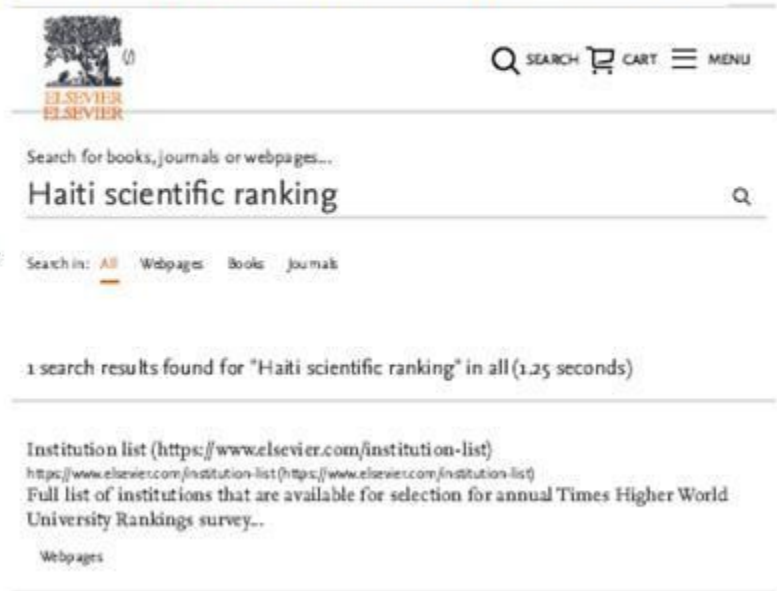 ELSEVIER
ELSEVIER
SEARCH CART MENU
Search for books, journals or webpages...
Haiti scientific ranking
Search in: All Webpages Books Journals
1 search results found for "Haiti scientific ranking" in all (1.25 seconds)
Institution list (https://www.elsevier.com/institution-list)
https://www.elsevier.com/institution-list (https://www.elsevier.com/institution-list)
Full list of institutions that are available for selection for annual Times Higher World
University Rankings survey...
Webpages